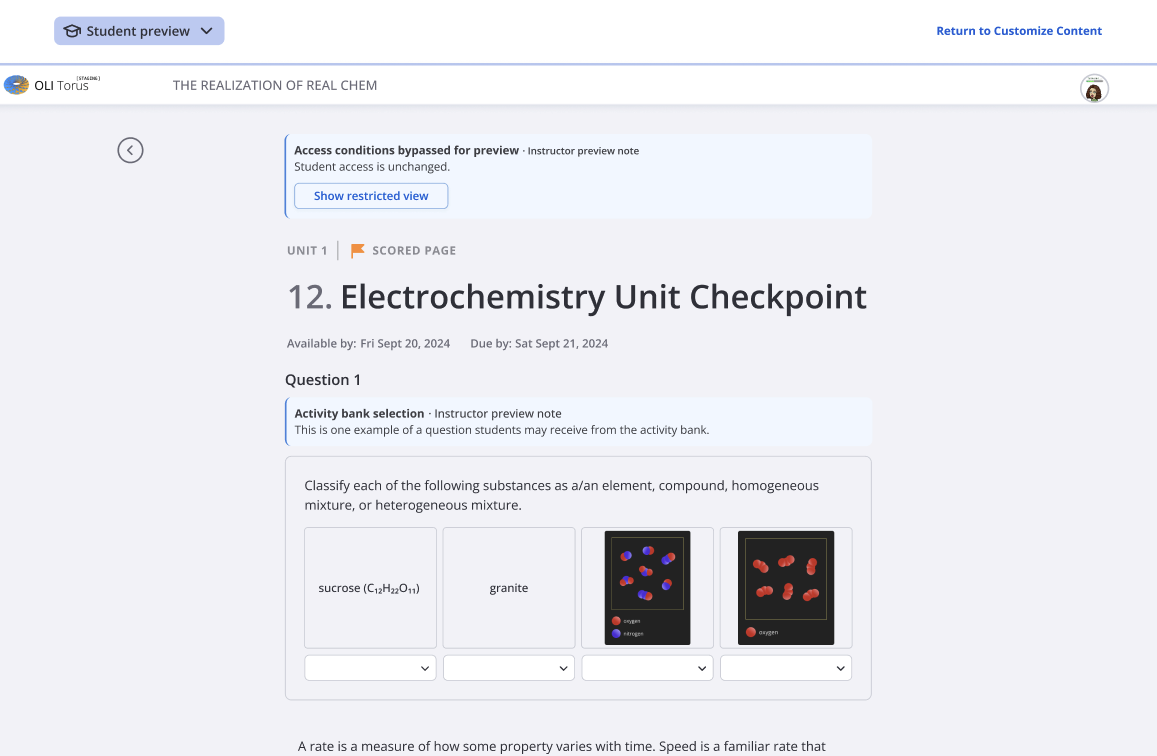 Student preview
Return to Customize Content
OLI Torus [STAGING]
THE REALIZATION OF REAL CHEM
Access conditions bypassed for preview · Instructor preview note
Student access is unchanged.
Show restricted view
UNIT 1 | SCORED PAGE
12. Electrochemistry Unit Checkpoint
Available by: Fri Sept 20, 2024 Due by: Sat Sept 21, 2024
Question 1
Activity bank selection · Instructor preview note
This is one example of a question students may receive from the activity bank.
Classify each of the following substances as a/an element, compound, homogeneous
mixture, or heterogeneous mixture.
sucrose (C₁₂H₂₂O₁₁)
granite
oxygen
nitrogen
oxygen
A rate is a measure of how some property varies with time. Speed is a familiar rate that